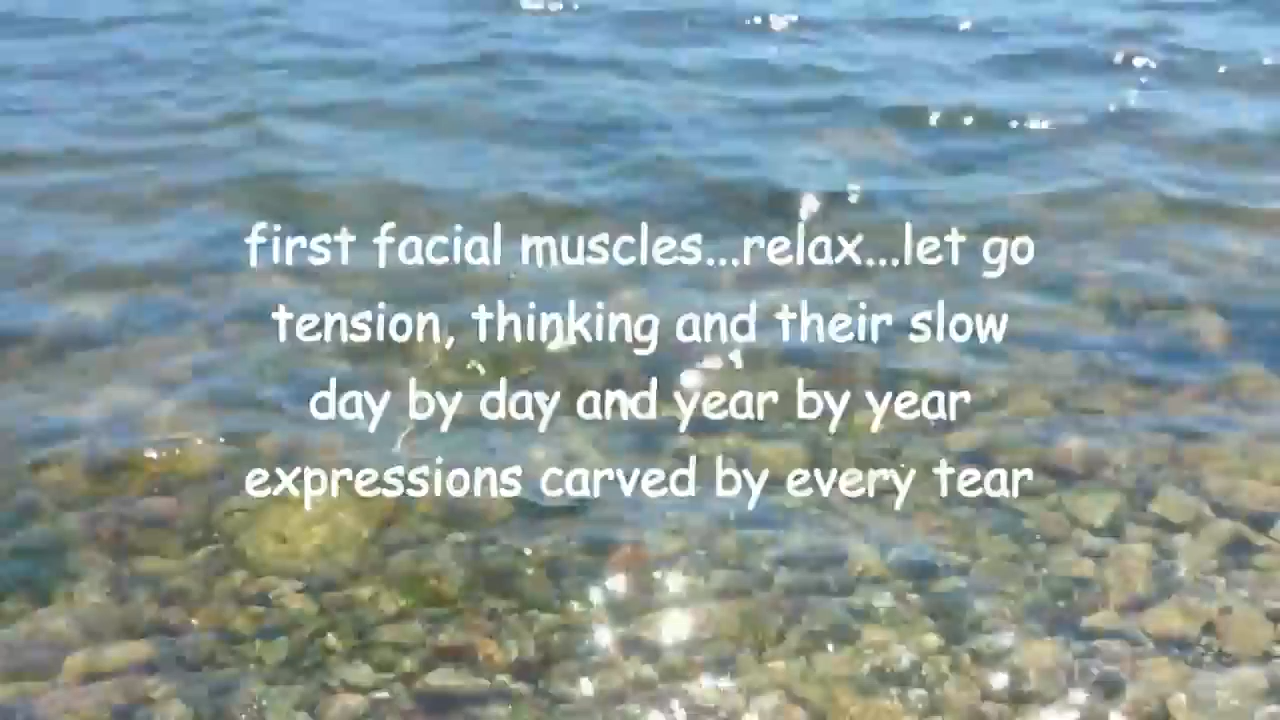 first facial muscles...relax...let go
tension, thinking and their slow
day by day and year by year
expressions carved by every tear